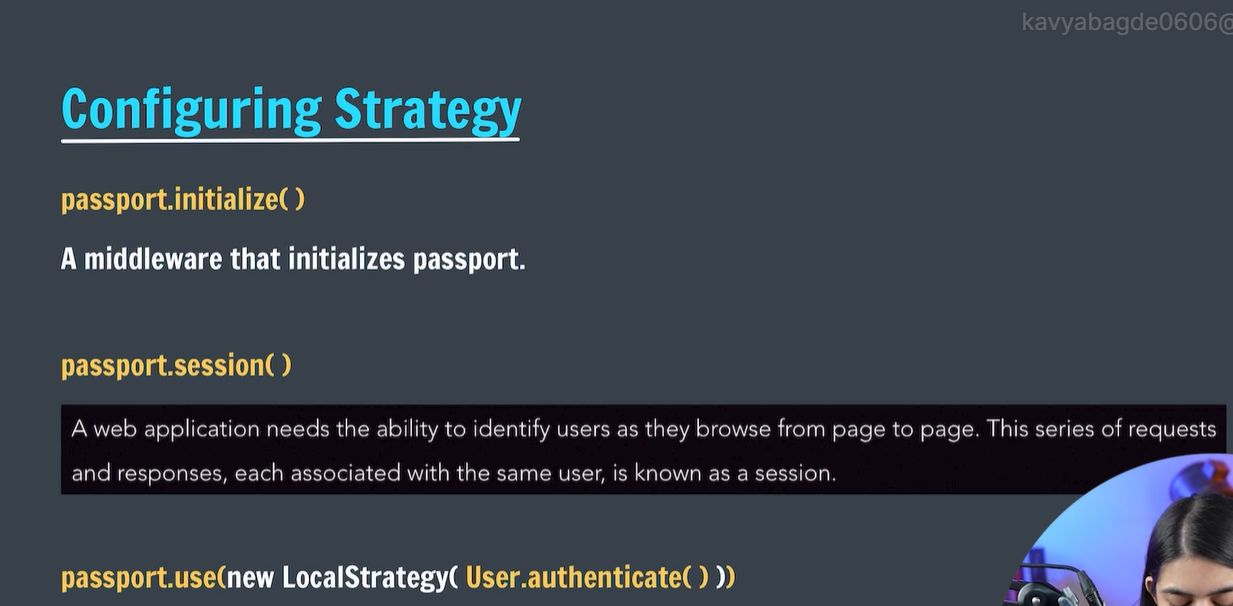 kavyabagde0606@
Configuring Strategy
passport.initialize( )
A middleware that initializes passport.
passport.session( )
A web application needs the ability to identify users as they browse from page to page. This series of requests
and responses, each associated with the same user, is known as a session.
passport.use(new LocalStrategy( User.authenticate( ) ))